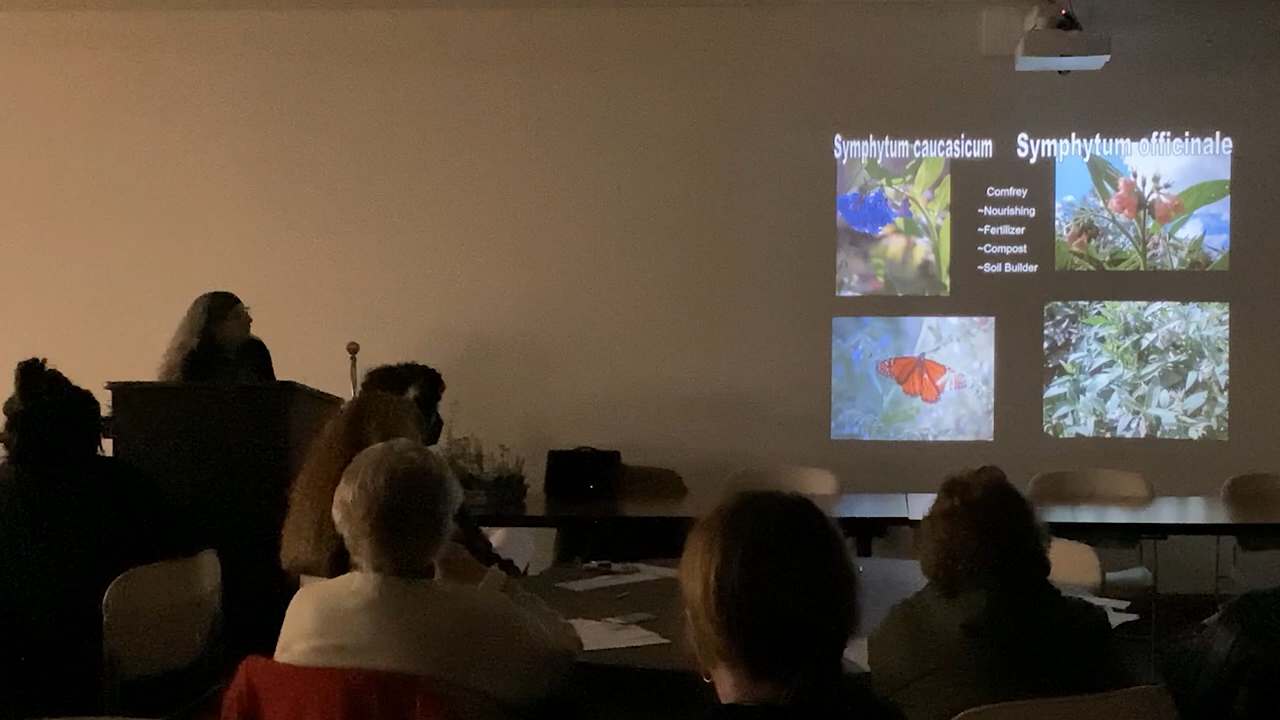 Symphytum caucasicum
Symphytum officinale
Comfrey
~Nourishing
~Fertilizer
~Compost
~Soil Builder